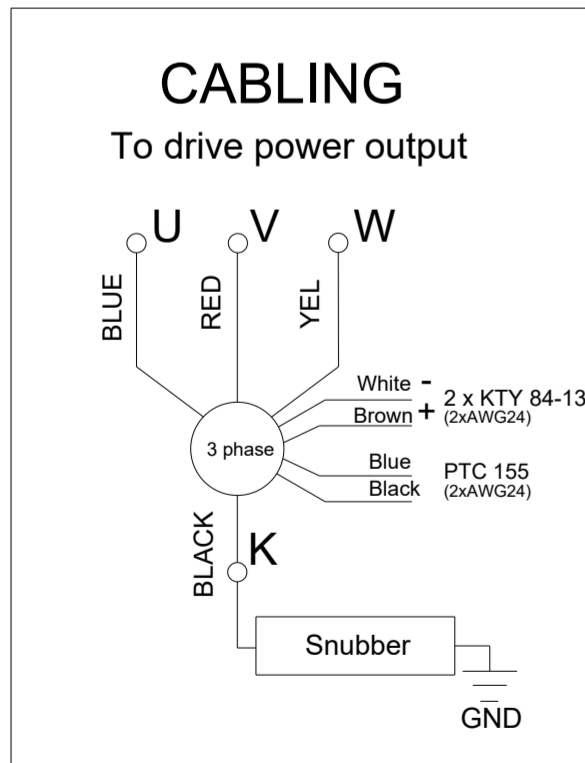 CABLING
To drive power output
U V W
BLUE RED YEL
White -
2 x KTY 84-13
Brown +
(2xAWG24)
3 phase
Blue
PTC 155
Black
(2xAWG24)
BLACK K
Snubber
GND